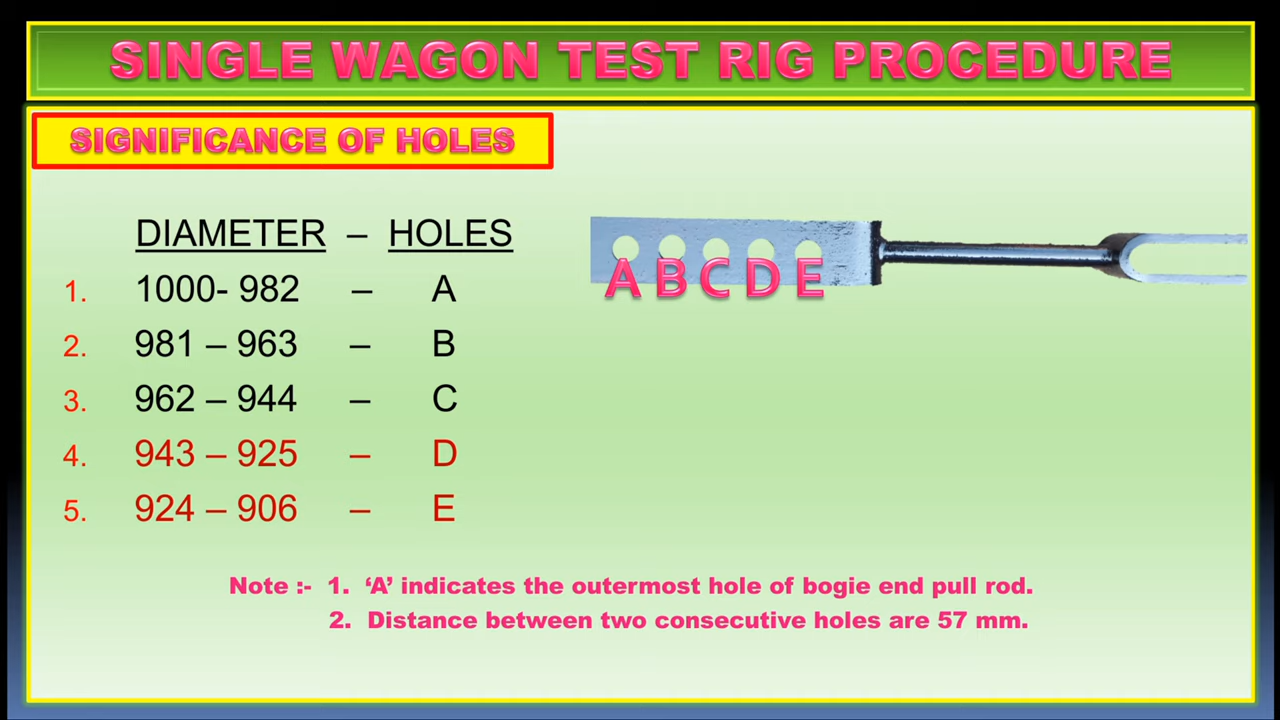 SINGLE WAGON TEST RIG PROCEDURE
SIGNIFICANCE OF HOLES
DIAMETER – HOLES
1. 1000- 982 – A
2. 981 – 963 – B
3. 962 – 944 – C
4. 943 – 925 – D
5. 924 – 906 – E
A B C D E
Note :- 1. ‘A’ indicates the outermost hole of bogie end pull rod.
2. Distance between two consecutive holes are 57 mm.